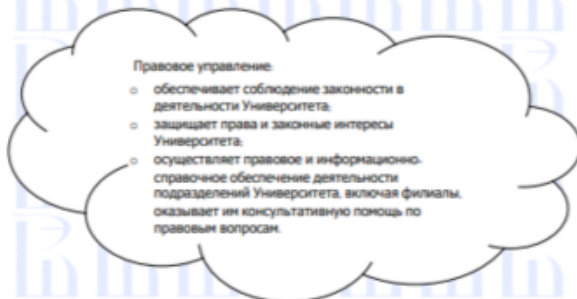 Правовое управление:
o обеспечивает соблюдение законности в
деятельности Университета;
o защищает права и законные интересы
Университета;
o осуществляет правовое и информационно-
справочное обеспечение деятельности
подразделений Университета, включая филиалы,
оказывает им консультативную помощь по
правовым вопросам.